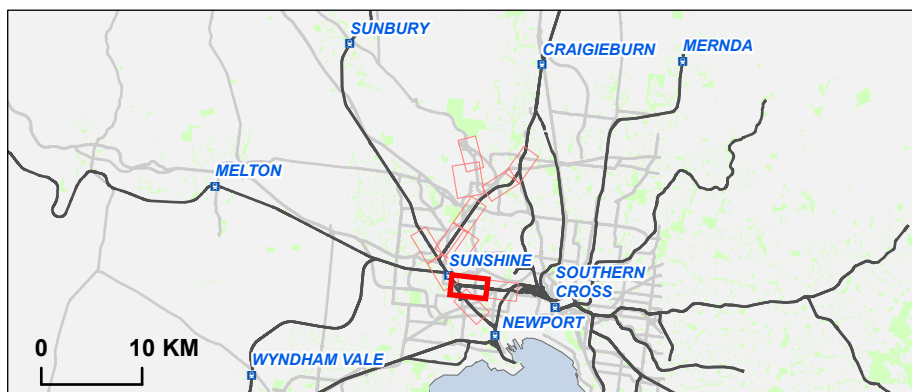 SUNBURY
CRAIGIEBURN
MERNDA
MELTON
SUNSHINE
SOUTHERN
CROSS
NEWPORT
0 10 KM
WYNDHAM VALE